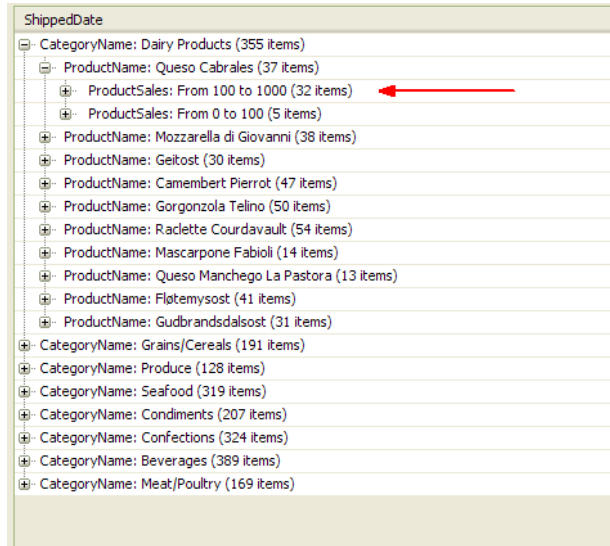 ShippedDate
CategoryName: Dairy Products (355 items)
ProductName: Queso Cabrales (37 items)
ProductSales: From 100 to 1000 (32 items)
ProductSales: From 0 to 100 (5 items)
ProductName: Mozzarella di Giovanni (38 items)
ProductName: Geitost (30 items)
ProductName: Camembert Pierrot (47 items)
ProductName: Gorgonzola Telino (50 items)
ProductName: Raclette Courdavault (54 items)
ProductName: Mascarpone Fabioli (14 items)
ProductName: Queso Manchego La Pastora (13 items)
ProductName: Fløtemysost (41 items)
ProductName: Gudbrandsdalsost (31 items)
CategoryName: Grains/Cereals (191 items)
CategoryName: Produce (128 items)
CategoryName: Seafood (319 items)
CategoryName: Condiments (207 items)
CategoryName: Confections (324 items)
CategoryName: Beverages (389 items)
CategoryName: Meat/Poultry (169 items)